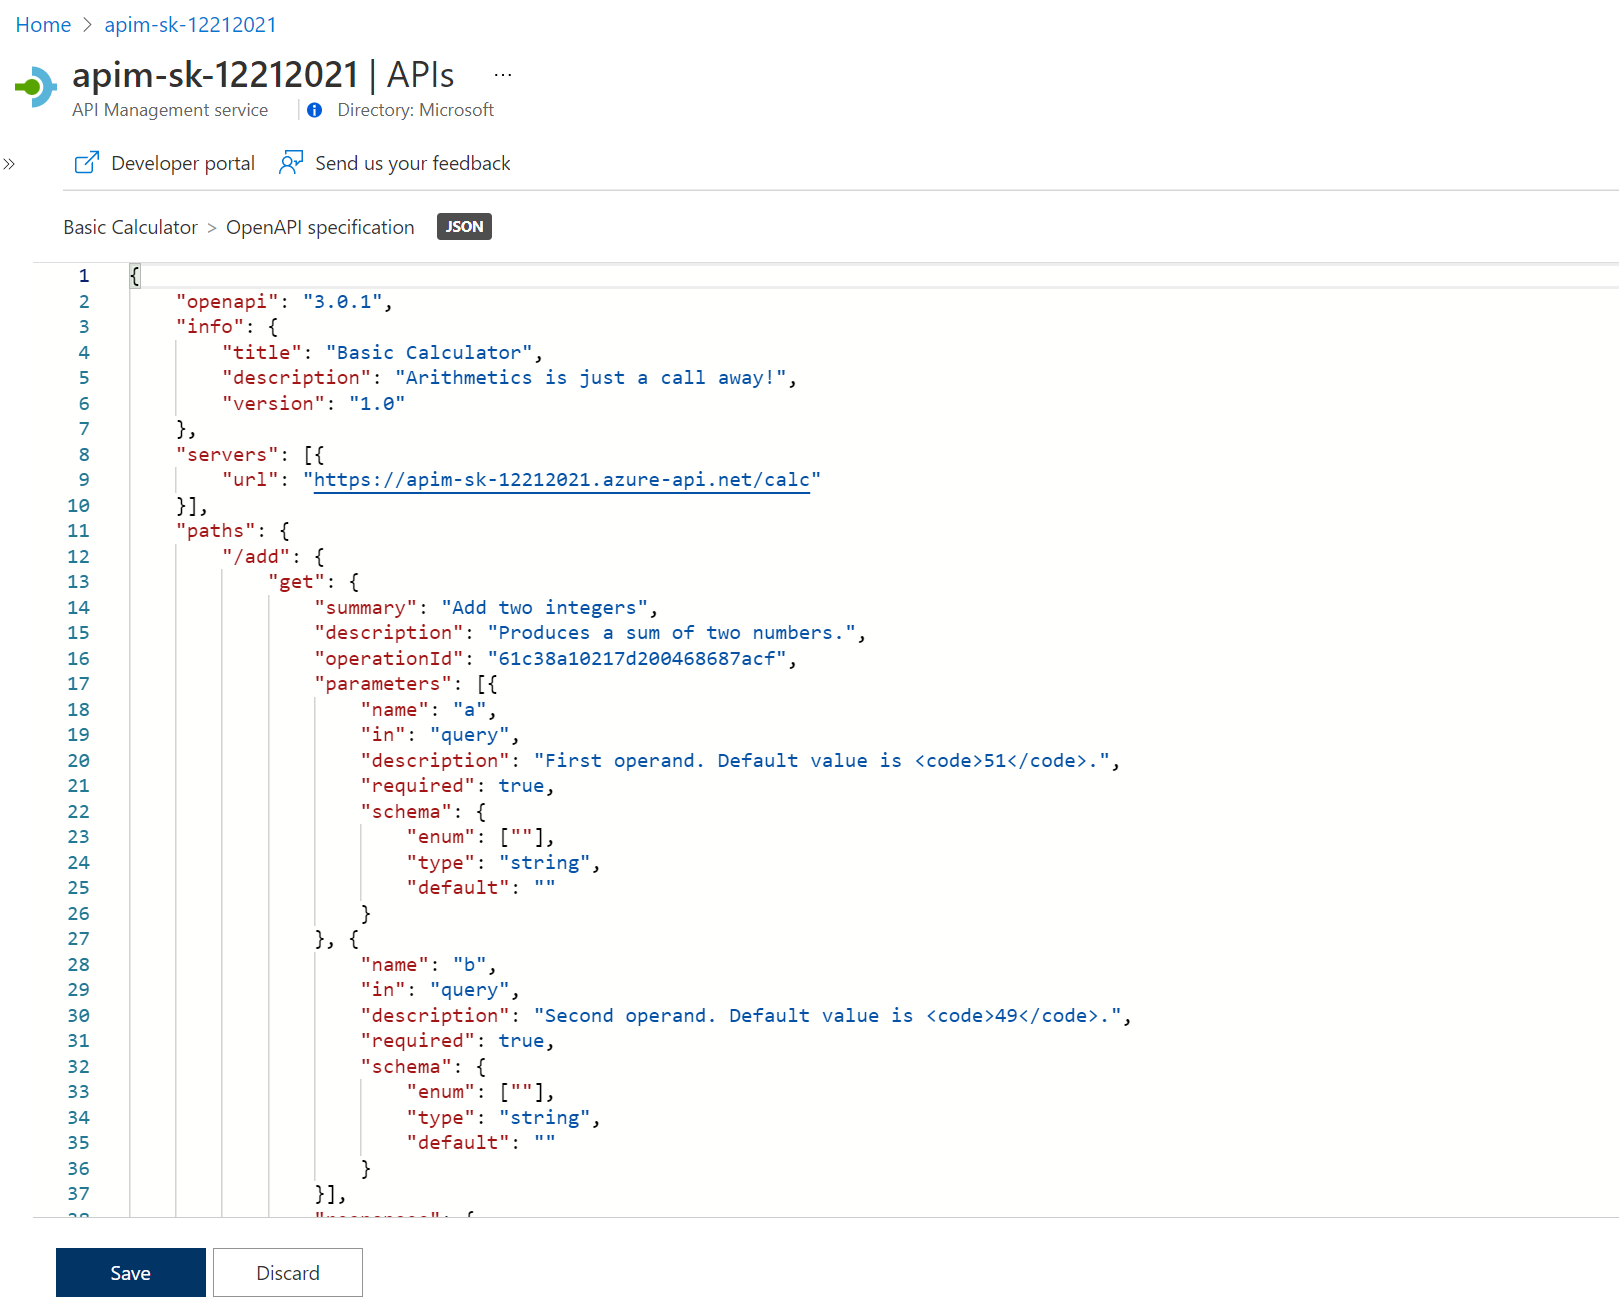 Home > apim-sk-12212021
apim-sk-12212021 | APIs ...
API Management service | Directory: Microsoft
» Developer portal Send us your feedback
Basic Calculator > OpenAPI specification JSON
1 {
2 "openapi": "3.0.1",
3 "info": {
4 "title": "Basic Calculator",
5 "description": "Arithmetics is just a call away!",
6 "version": "1.0"
7 },
8 "servers": [{
9 "url": "https://apim-sk-12212021.azure-api.net/calc"
10 }],
11 "paths": {
12 "/add": {
13 "get": {
14 "summary": "Add two integers",
15 "description": "Produces a sum of two numbers.",
16 "operationId": "61c38a10217d200468687acf",
17 "parameters": [{
18 "name": "a",
19 "in": "query",
20 "description": "First operand. Default value is <code>51</code>.",
21 "required": true,
22 "schema": {
23 "enum": [""],
24 "type": "string",
25 "default": ""
26 }
27 }, {
28 "name": "b",
29 "in": "query",
30 "description": "Second operand. Default value is <code>49</code>.",
31 "required": true,
32 "schema": {
33 "enum": [""],
34 "type": "string",
35 "default": ""
36 }
37 }],
Save Discard